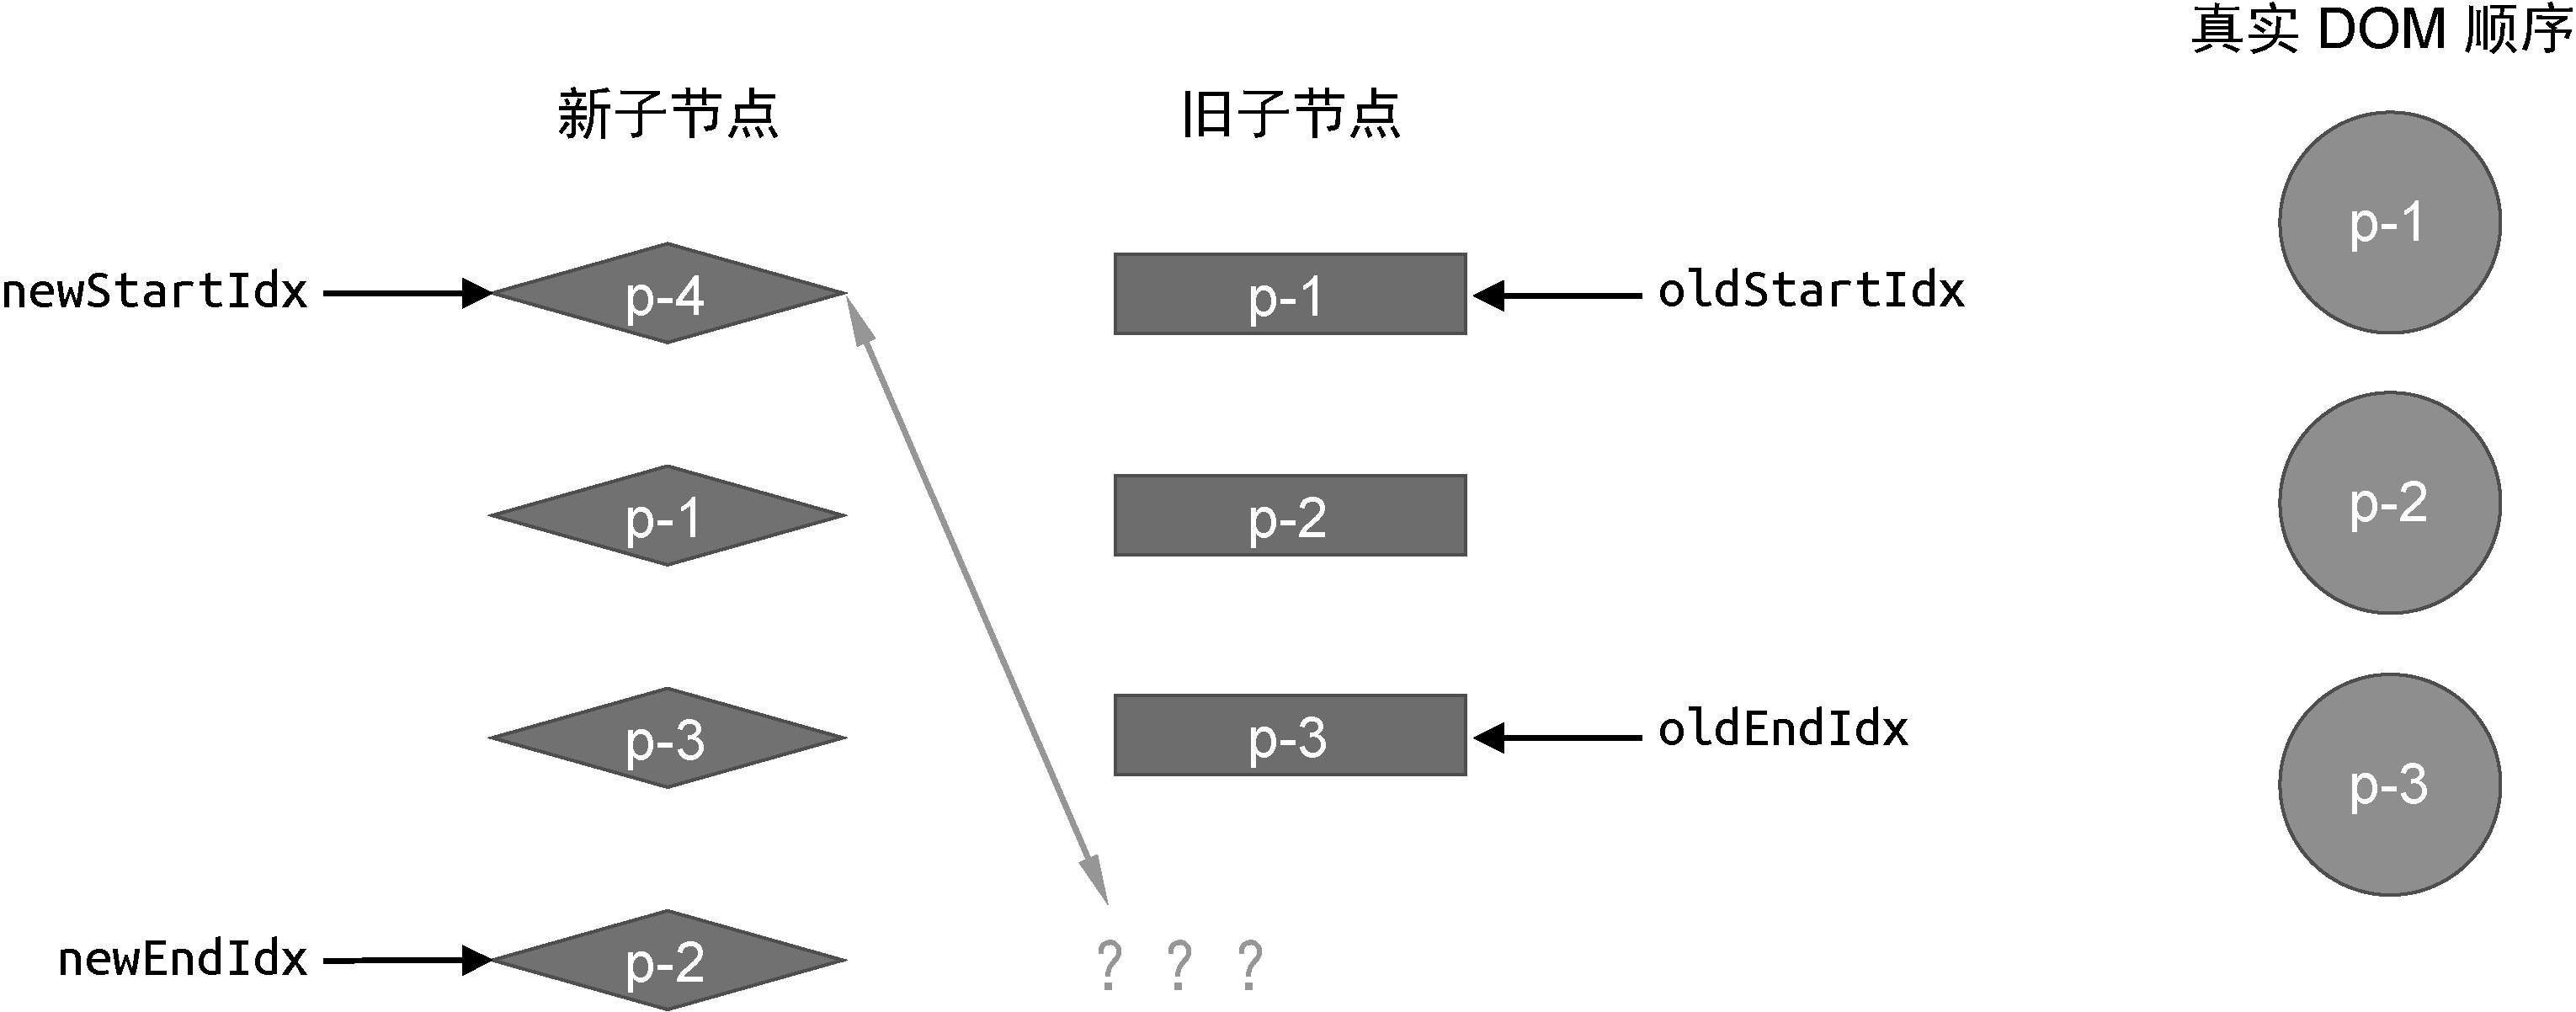 真实 DOM 顺序
新子节点
旧子节点
newStartIdx
p-4
p-1
oldStartIdx
p-1
p-1
p-2
p-2
p-3
p-3
oldEndIdx
p-3
newEndIdx
p-2
? ? ?